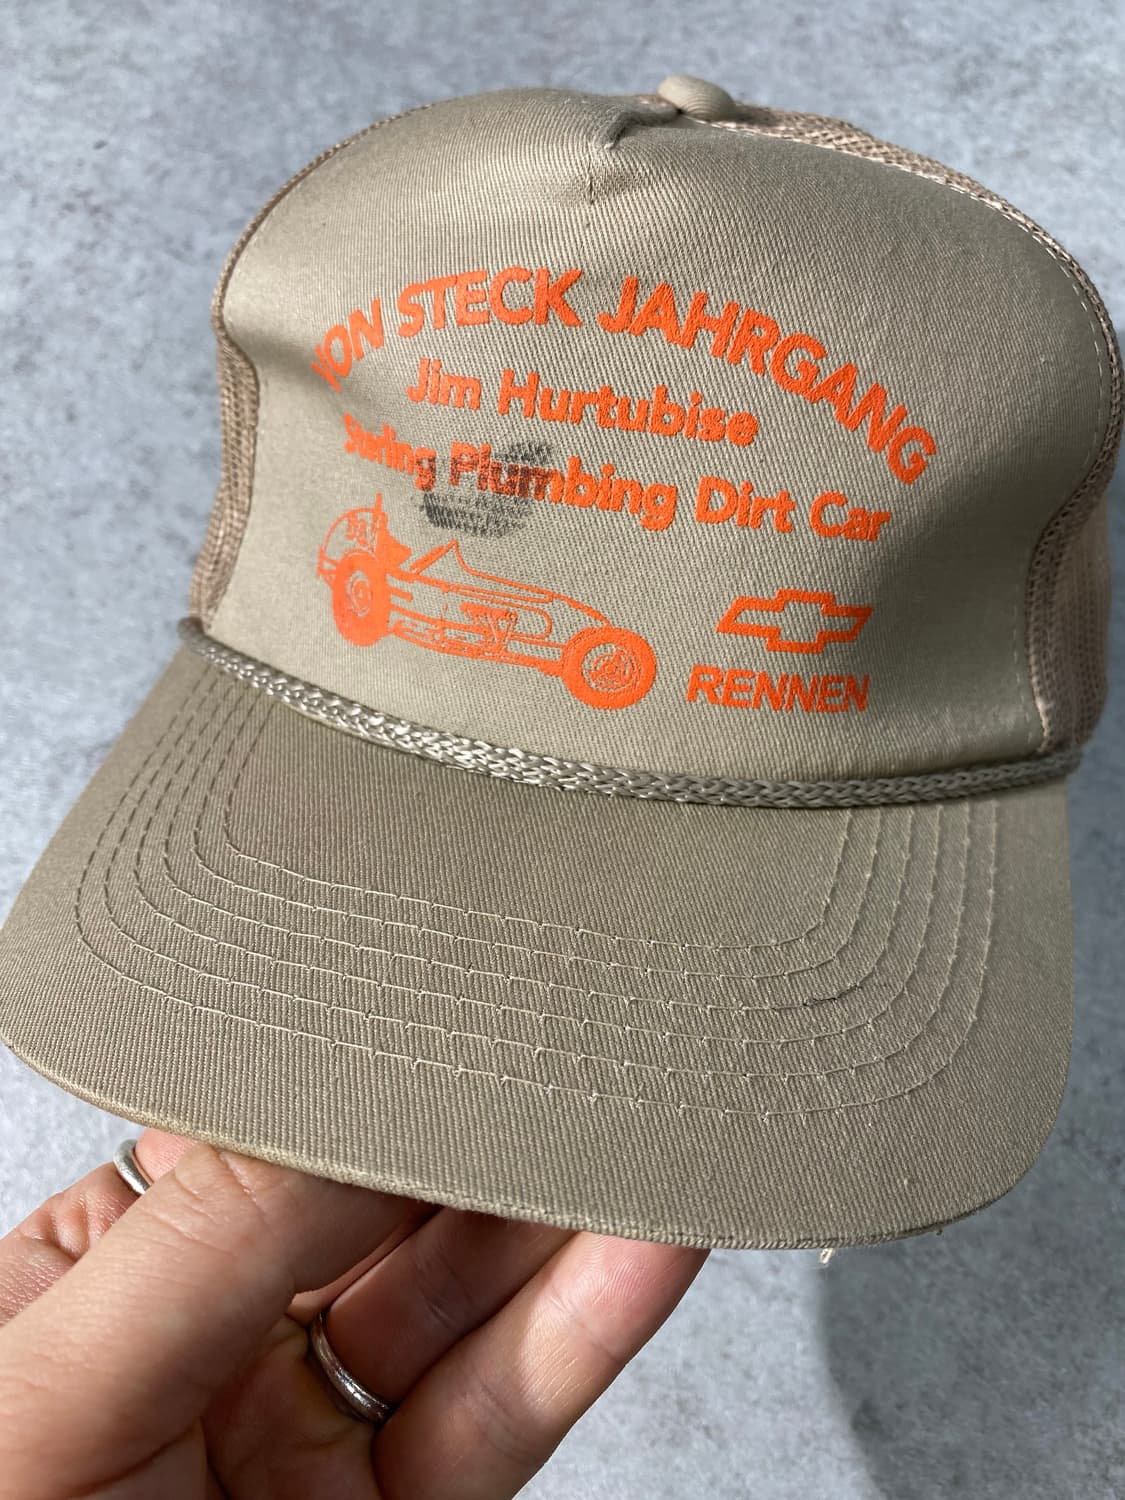 VON STECK JAHRGANG
Jim Hurtubise
Sterling Plumbing Dirt Car
RENNEN